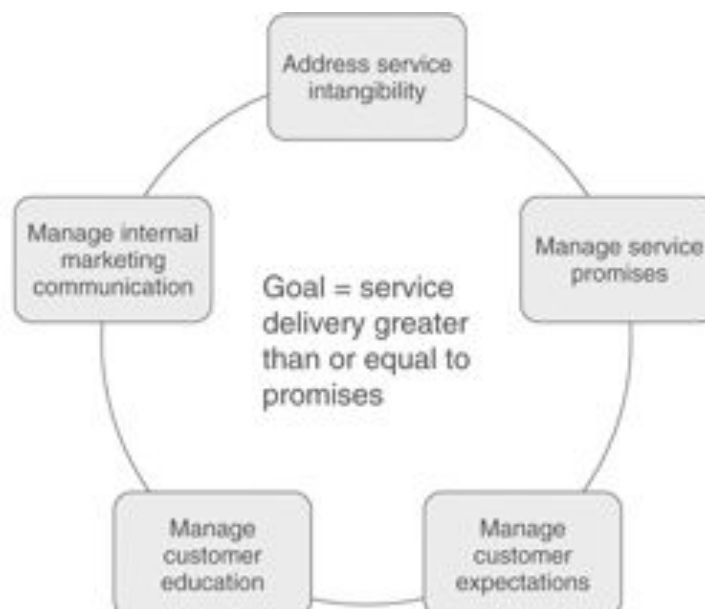 Address service
intangibility
Manage service
promises
Manage internal
marketing
communication
Goal = service
delivery greater
than or equal to
promises
Manage
customer
education
Manage
customer
expectations